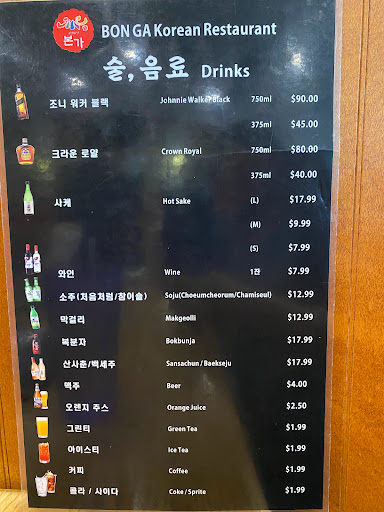 본가 BON GA Korean Restaurant
술, 음료 Drinks
조니 워커 블랙 Johnnie Walker Black 750ml $90.00
375ml $45.00
크라운 로얄 Crown Royal 750ml $80.00
375ml $40.00
사케 Hot Sake (L) $17.99
(M) $9.99
(S) $7.99
와인 Wine 1잔 $7.99
소주(처음처럼/참이슬) Soju(Choeumcheorum/Chamiseul) $12.99
막걸리 Makgeolli $12.99
복분자 Bokbunja $17.99
산사춘/백세주 Sansachun / Baekseju $17.99
맥주 Beer $4.00
오렌지 주스 Orange Juice $2.50
그린티 Green Tea $1.99
아이스티 Ice Tea $1.99
커피 Coffee $1.99
콜라 / 사이다 Coke / Sprite $1.99